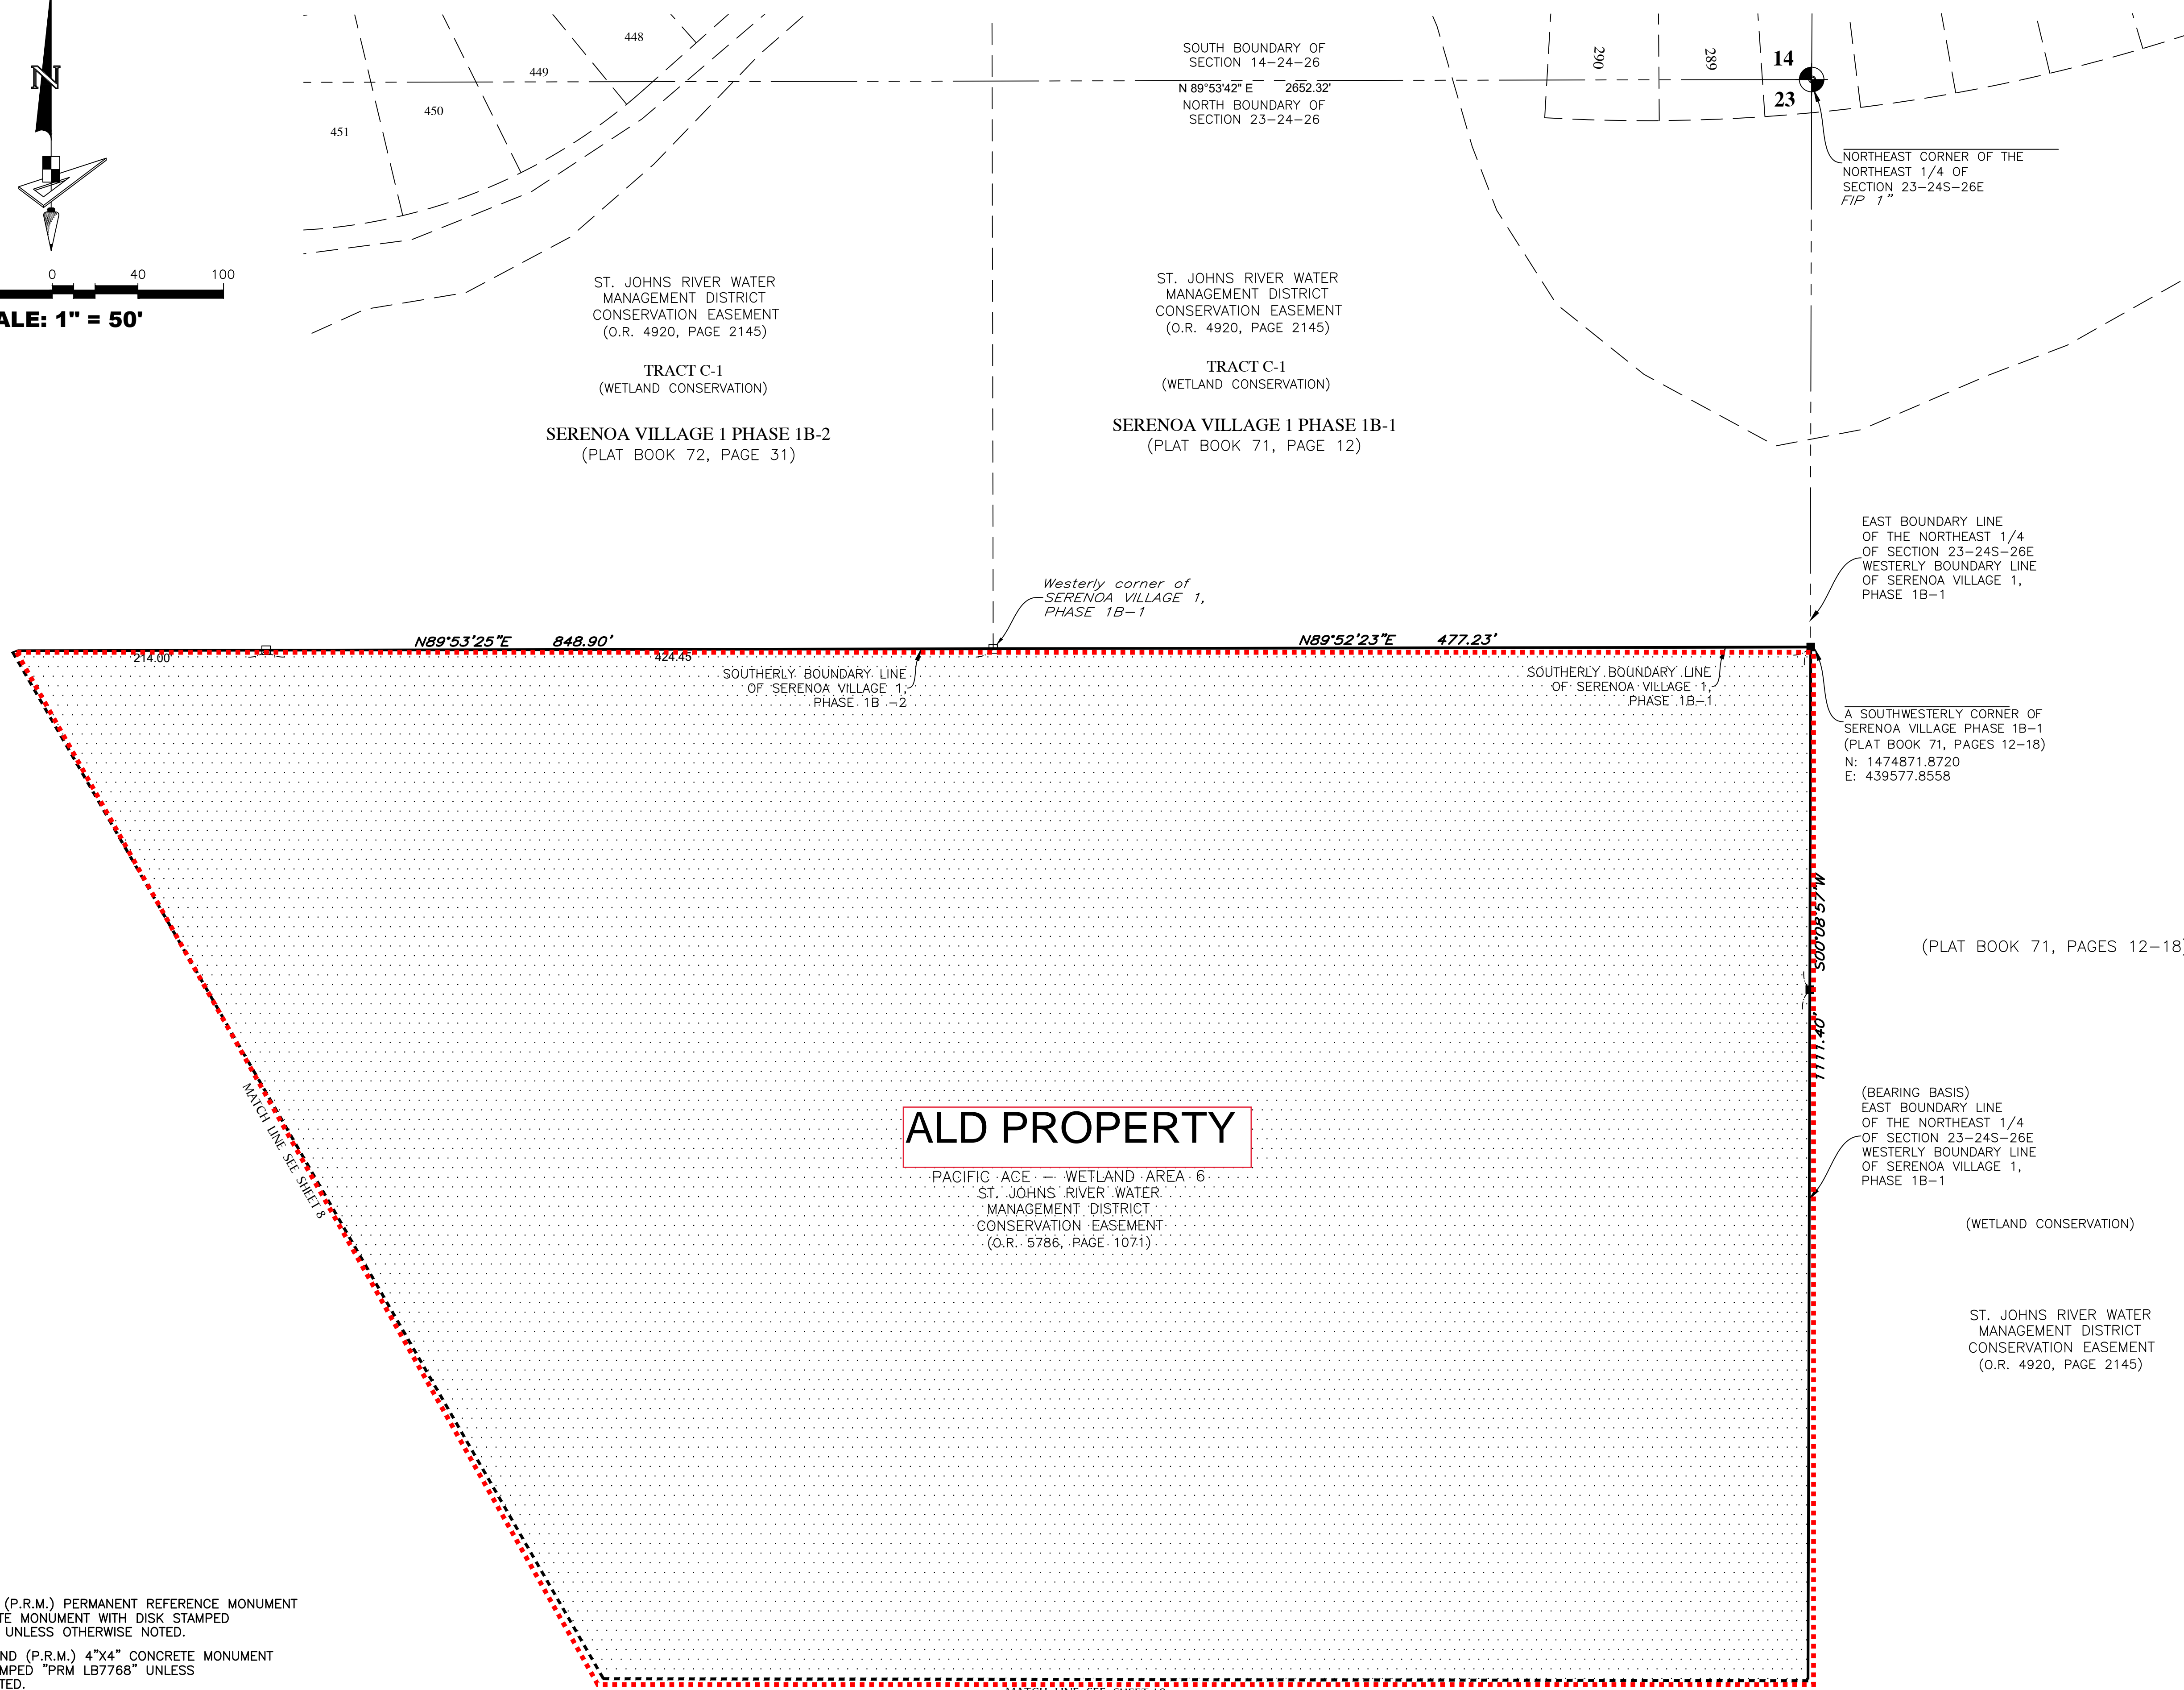 N
0 40 100
ALE: 1" = 50'
448
449
450
451
SOUTH BOUNDARY OF
SECTION 14-24-26
N 89°53'42" E 2652.32'
NORTH BOUNDARY OF
SECTION 23-24-26
290
289
14
23
NORTHEAST CORNER OF THE
NORTHEAST 1/4 OF
SECTION 23-24S-26E
FIP 1"
ST. JOHNS RIVER WATER
MANAGEMENT DISTRICT
CONSERVATION EASEMENT
(O.R. 4920, PAGE 2145)
TRACT C-1
(WETLAND CONSERVATION)
SERENOA VILLAGE 1 PHASE 1B-2
(PLAT BOOK 72, PAGE 31)
ST. JOHNS RIVER WATER
MANAGEMENT DISTRICT
CONSERVATION EASEMENT
(O.R. 4920, PAGE 2145)
TRACT C-1
(WETLAND CONSERVATION)
SERENOA VILLAGE 1 PHASE 1B-1
(PLAT BOOK 71, PAGE 12)
EAST BOUNDARY LINE
OF THE NORTHEAST 1/4
OF SECTION 23-24S-26E
WESTERLY BOUNDARY LINE
OF SERENOA VILLAGE 1,
PHASE 1B-1
Westerly corner of
SERENOA VILLAGE 1,
PHASE 1B-1
N89°53'25"E 848.90'
N89°52'23"E 477.23'
214.00
424.45
SOUTHERLY BOUNDARY LINE
OF SERENOA VILLAGE 1,
PHASE 1B -2
SOUTHERLY BOUNDARY LINE
OF SERENOA VILLAGE 1,
PHASE 1B-1
A SOUTHWESTERLY CORNER OF
SERENOA VILLAGE PHASE 1B-1
(PLAT BOOK 71, PAGES 12-18)
N: 1474871.8720
E: 439577.8558
S00°08'57"W
1111.40'
(PLAT BOOK 71, PAGES 12-18)
MATCH LINE SEE SHEET 8
ALD PROPERTY
PACIFIC ACE - WETLAND AREA 6
ST. JOHNS RIVER WATER
MANAGEMENT DISTRICT
CONSERVATION EASEMENT
(O.R. 5786, PAGE 1071)
(BEARING BASIS)
EAST BOUNDARY LINE
OF THE NORTHEAST 1/4
OF SECTION 23-24S-26E
WESTERLY BOUNDARY LINE
OF SERENOA VILLAGE 1,
PHASE 1B-1
(WETLAND CONSERVATION)
ST. JOHNS RIVER WATER
MANAGEMENT DISTRICT
CONSERVATION EASEMENT
(O.R. 4920, PAGE 2145)
(P.R.M.) PERMANENT REFERENCE MONUMENT
TE MONUMENT WITH DISK STAMPED
UNLESS OTHERWISE NOTED.
ND (P.R.M.) 4"X4" CONCRETE MONUMENT
MPED "PRM LB7768" UNLESS
TED.
MATCH LINE SEE SHEET